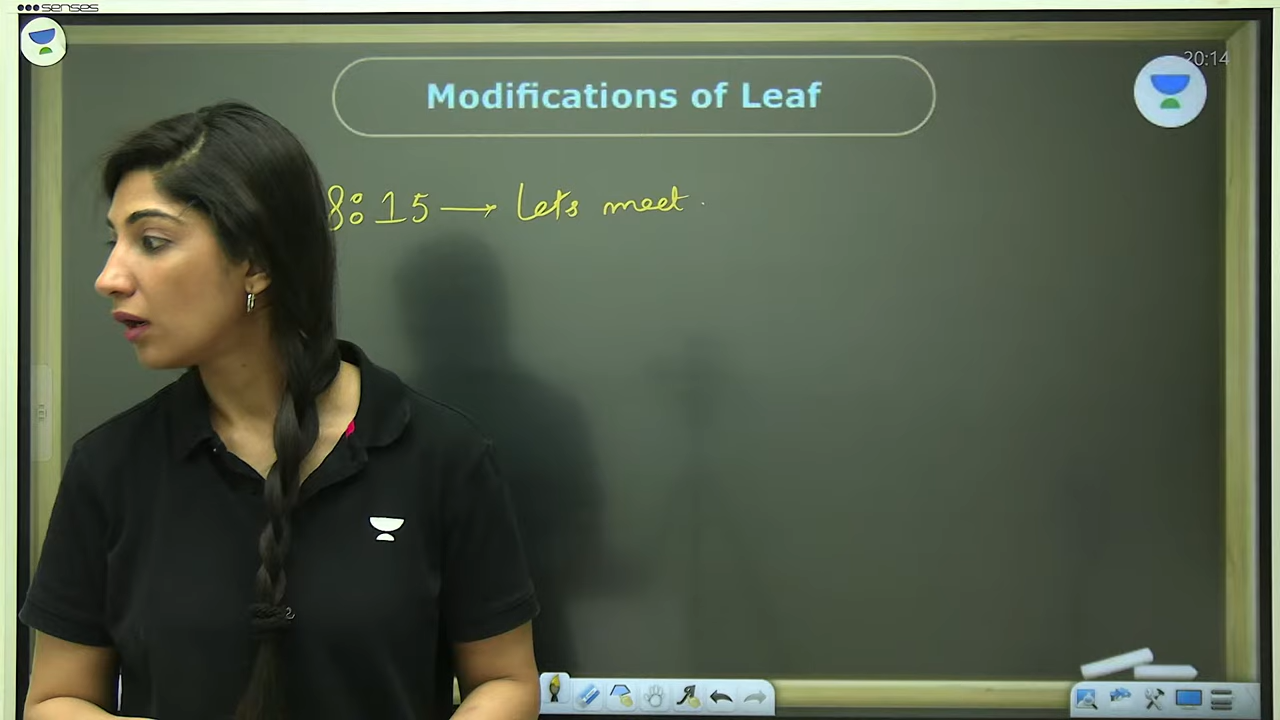 senses
20:14
Modifications of Leaf
8:15 → Lets meet.